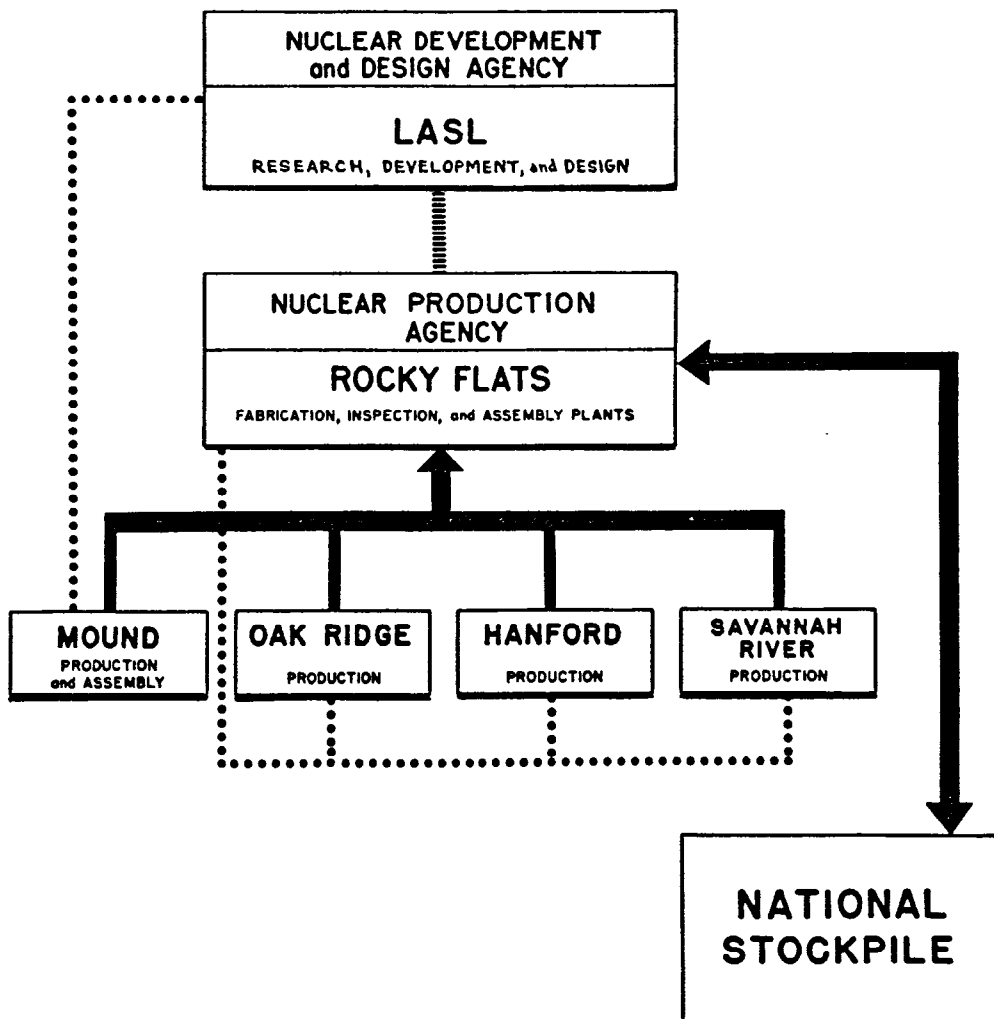 NUCLEAR DEVELOPMENT
and DESIGN AGENCY
LASL
RESEARCH, DEVELOPMENT, and DESIGN
NUCLEAR PRODUCTION
AGENCY
ROCKY FLATS
FABRICATION, INSPECTION, and ASSEMBLY PLANTS
MOUND
PRODUCTION
and ASSEMBLY
OAK RIDGE
PRODUCTION
HANFORD
PRODUCTION
SAVANNAH
RIVER
PRODUCTION
NATIONAL
STOCKPILE